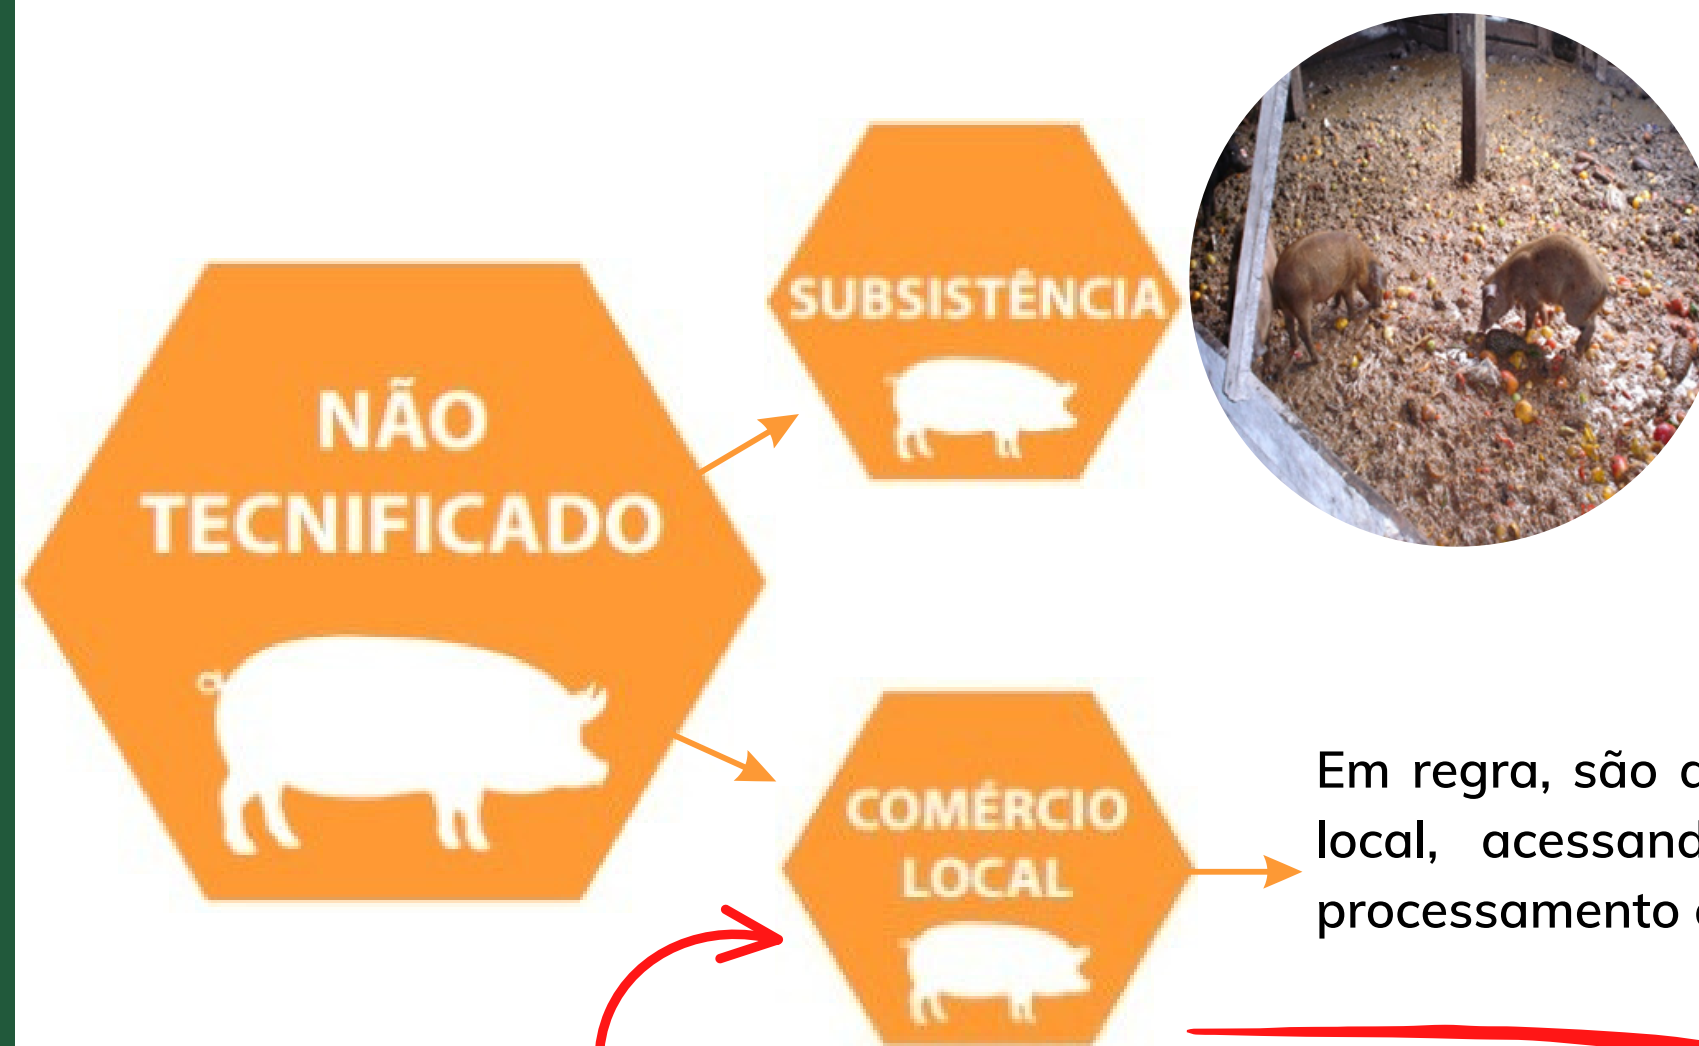 SUBSISTÊNCIA
NÃO
TECNIFICADO
COMÉRCIO
LOCAL
Em regra, são
local, acessand
processamento